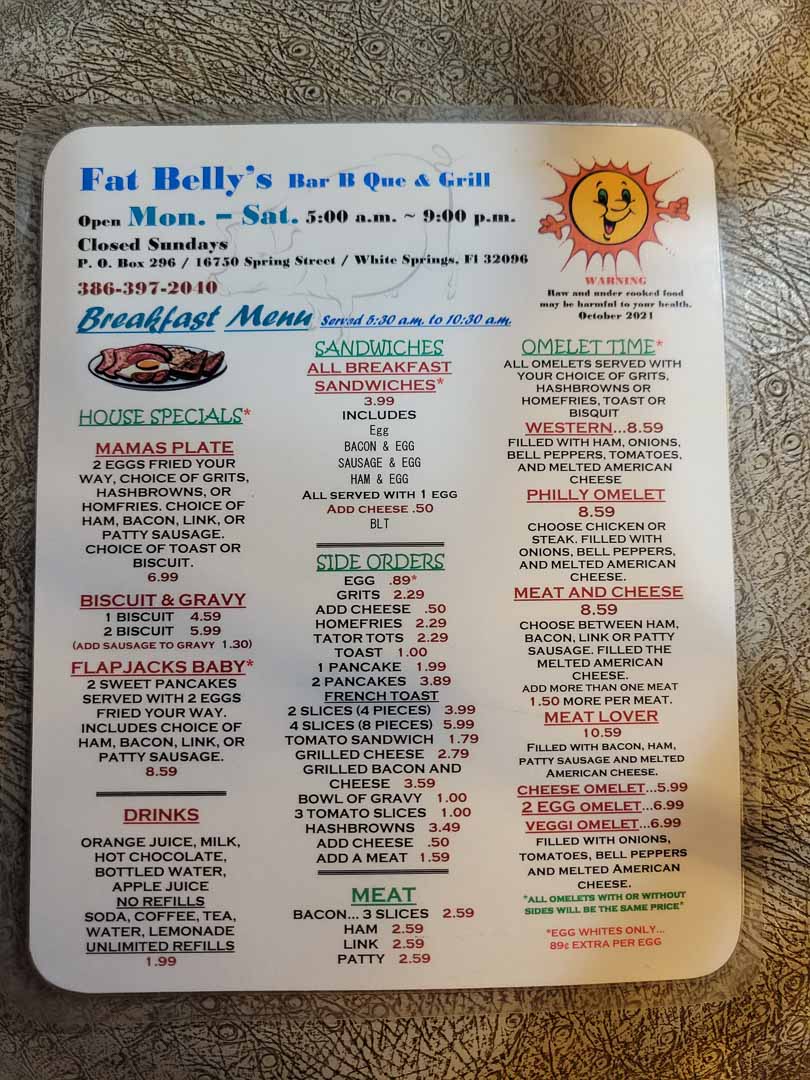 Fat Belly's Bar B Que & Grill
Open Mon. – Sat. 5:00 a.m. ~ 9:00 p.m.
Closed Sundays
P. O. Box 296 / 16750 Spring Street / White Springs, Fl 32096
386-397-2040
Breakfast Menu Served 5:30 a.m. to 10:30 a.m.
WARNING
Raw and under cooked food
may be harmful to your health.
October 2021
HOUSE SPECIALS*
MAMAS PLATE
2 EGGS FRIED YOUR
WAY, CHOICE OF GRITS,
HASHBROWNS, OR
HOMFRIES. CHOICE OF
HAM, BACON, LINK, OR
PATTY SAUSAGE.
CHOICE OF TOAST OR
BISCUIT.
6.99
BISCUIT & GRAVY
1 BISCUIT 4.59
2 BISCUIT 5.99
(ADD SAUSAGE TO GRAVY 1.30)
FLAPJACKS BABY*
2 SWEET PANCAKES
SERVED WITH 2 EGGS
FRIED YOUR WAY.
INCLUDES CHOICE OF
HAM, BACON, LINK, OR
PATTY SAUSAGE.
8.59
DRINKS
ORANGE JUICE, MILK,
HOT CHOCOLATE,
BOTTLED WATER,
APPLE JUICE
NO REFILLS
SODA, COFFEE, TEA,
WATER, LEMONADE
UNLIMITED REFILLS
1.99
SANDWICHES
ALL BREAKFAST
SANDWICHES*
3.99
INCLUDES
Egg
BACON & EGG
SAUSAGE & EGG
HAM & EGG
ALL SERVED WITH 1 EGG
ADD CHEESE .50
BLT
SIDE ORDERS
EGG .89*
GRITS 2.29
ADD CHEESE .50
HOMEFRIES 2.29
TATOR TOTS 2.29
TOAST 1.00
1 PANCAKE 1.99
2 PANCAKES 3.89
FRENCH TOAST
2 SLICES (4 PIECES) 3.99
4 SLICES (8 PIECES) 5.99
TOMATO SANDWICH 1.79
GRILLED CHEESE 2.79
GRILLED BACON AND
CHEESE 3.59
BOWL OF GRAVY 1.00
3 TOMATO SLICES 1.00
HASHBROWNS 3.49
ADD CHEESE .50
ADD A MEAT 1.59
MEAT
BACON... 3 SLICES 2.59
HAM 2.59
LINK 2.59
PATTY 2.59
OMELET TIME*
ALL OMELETS SERVED WITH
YOUR CHOICE OF GRITS,
HASHBROWNS OR
HOMEFRIES, TOAST OR
BISQUIT
WESTERN...8.59
FILLED WITH HAM, ONIONS,
BELL PEPPERS, TOMATOES,
AND MELTED AMERICAN
CHEESE
PHILLY OMELET
8.59
CHOOSE CHICKEN OR
STEAK. FILLED WITH
ONIONS, BELL PEPPERS,
AND MELTED AMERICAN
CHEESE.
MEAT AND CHEESE
8.59
CHOOSE BETWEEN HAM,
BACON, LINK OR PATTY
SAUSAGE. FILLED THE
MELTED AMERICAN
CHEESE.
ADD MORE THAN ONE MEAT
1.50 MORE PER MEAT.
MEAT LOVER
10.59
FILLED WITH BACON, HAM,
PATTY SAUSAGE AND MELTED
AMERICAN CHEESE.
CHEESE OMELET...5.99
2 EGG OMELET...6.99
VEGGI OMELET...6.99
FILLED WITH ONIONS,
TOMATOES, BELL PEPPERS
AND MELTED AMERICAN
CHEESE.
*ALL OMELETS WITH OR WITHOUT
SIDES WILL BE THE SAME PRICE*
*EGG WHITES ONLY...
89¢ EXTRA PER EGG